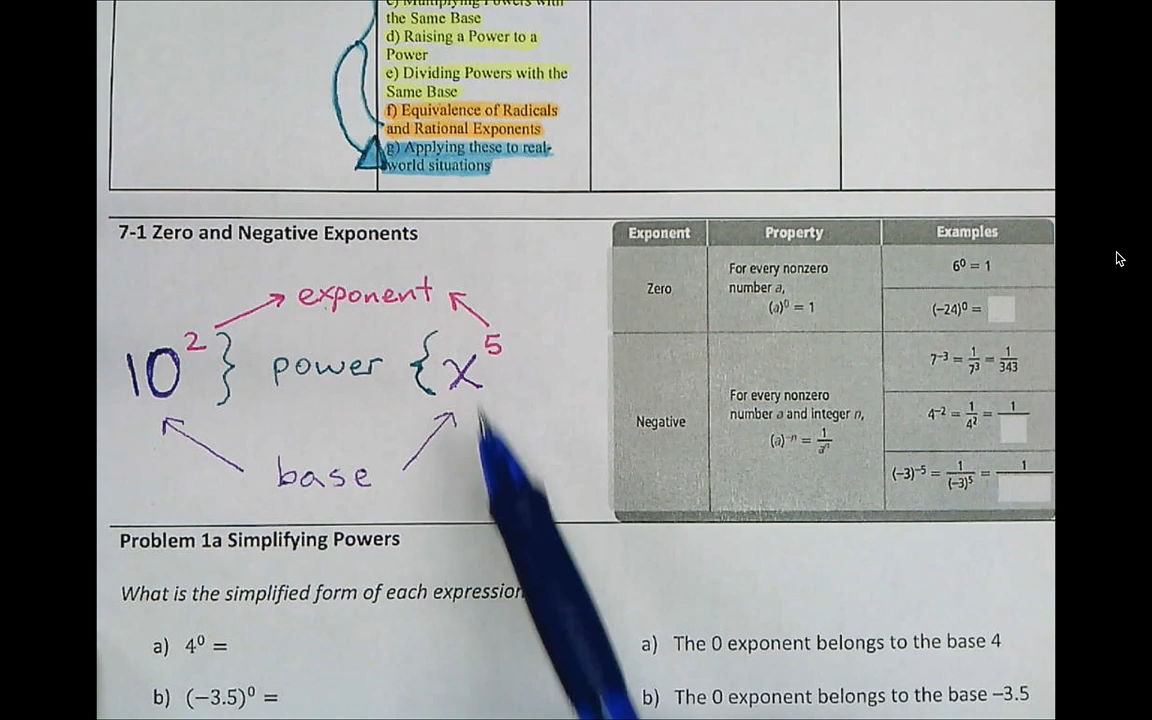 c) Multiplying Powers with
the Same Base
d) Raising a Power to a
Power
e) Dividing Powers with the
Same Base
f) Equivalence of Radicals
and Rational Exponents
g) Applying these to real-
world situations
7-1 Zero and Negative Exponents
exponent
10² } power { x⁵
base
Exponent Property Examples
Zero
For every nonzero
number a,
(a)⁰ = 1
6⁰ = 1
(−24)⁰ =
Negative
For every nonzero
number a and integer n,
(a)⁻ⁿ = 1/aⁿ
7⁻³ = 1/7³ = 1/343
4⁻² = 1/4² = 1/
(−3)⁻⁵ = 1/(−3)⁵ = 1/
Problem 1a Simplifying Powers
What is the simplified form of each expression
a) 4⁰ =
b) (−3.5)⁰ =
a) The 0 exponent belongs to the base 4
b) The 0 exponent belongs to the base −3.5